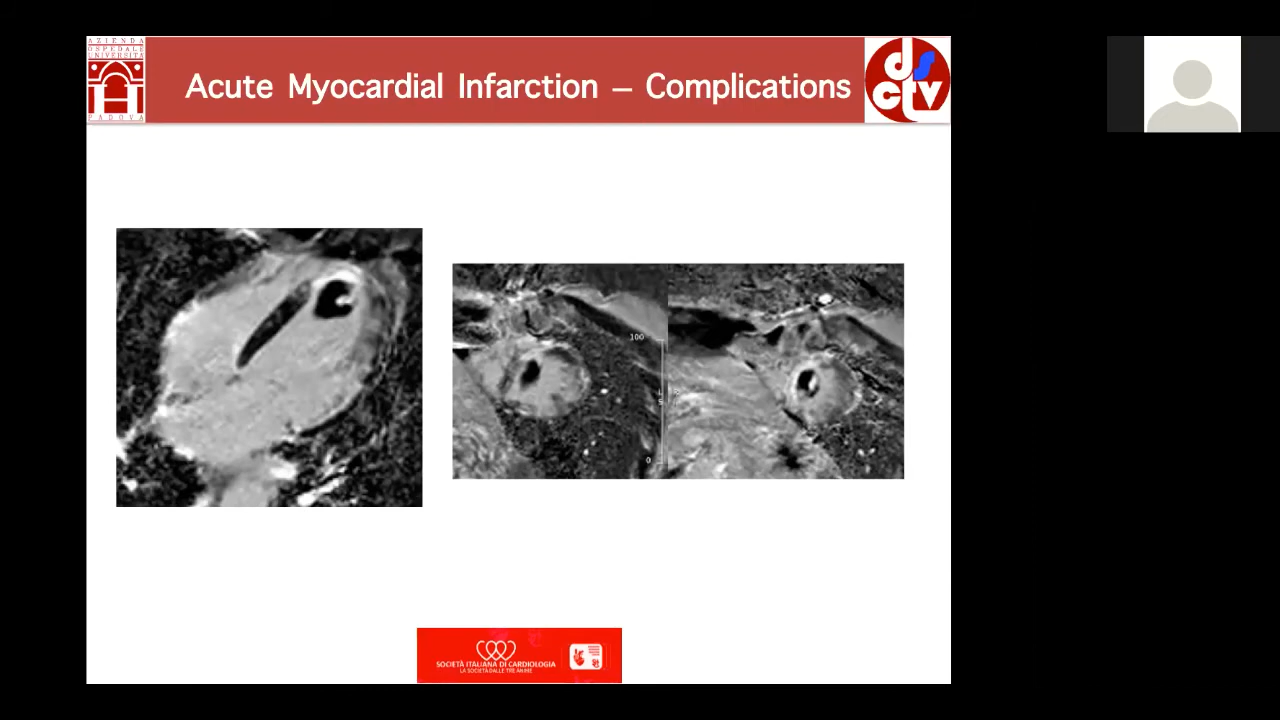 AZIENDA
OSPEDALE
UNIVERSITÀ
PADOVA
Acute Myocardial Infarction – Complications
dsctv
100
0
SOCIETÀ ITALIANA DI CARDIOLOGIA
LA SOCIETÀ DALLE TRE ANIME